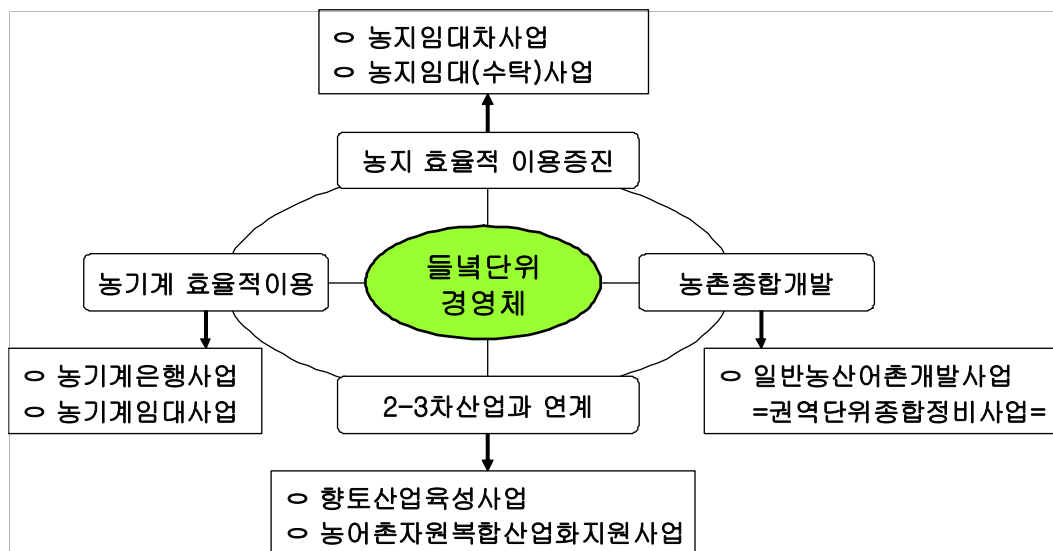 ○ 농지임대차사업
○ 농지임대(수탁)사업
농지 효율적 이용증진
농기계 효율적이용
들녘단위
경영체
농촌종합개발
○ 농기계은행사업
○ 농기계임대사업
2-3차산업과 연계
○ 일반농산어촌개발사업
=권역단위종합정비사업=
○ 향토산업육성사업
○ 농어촌자원복합산업화지원사업